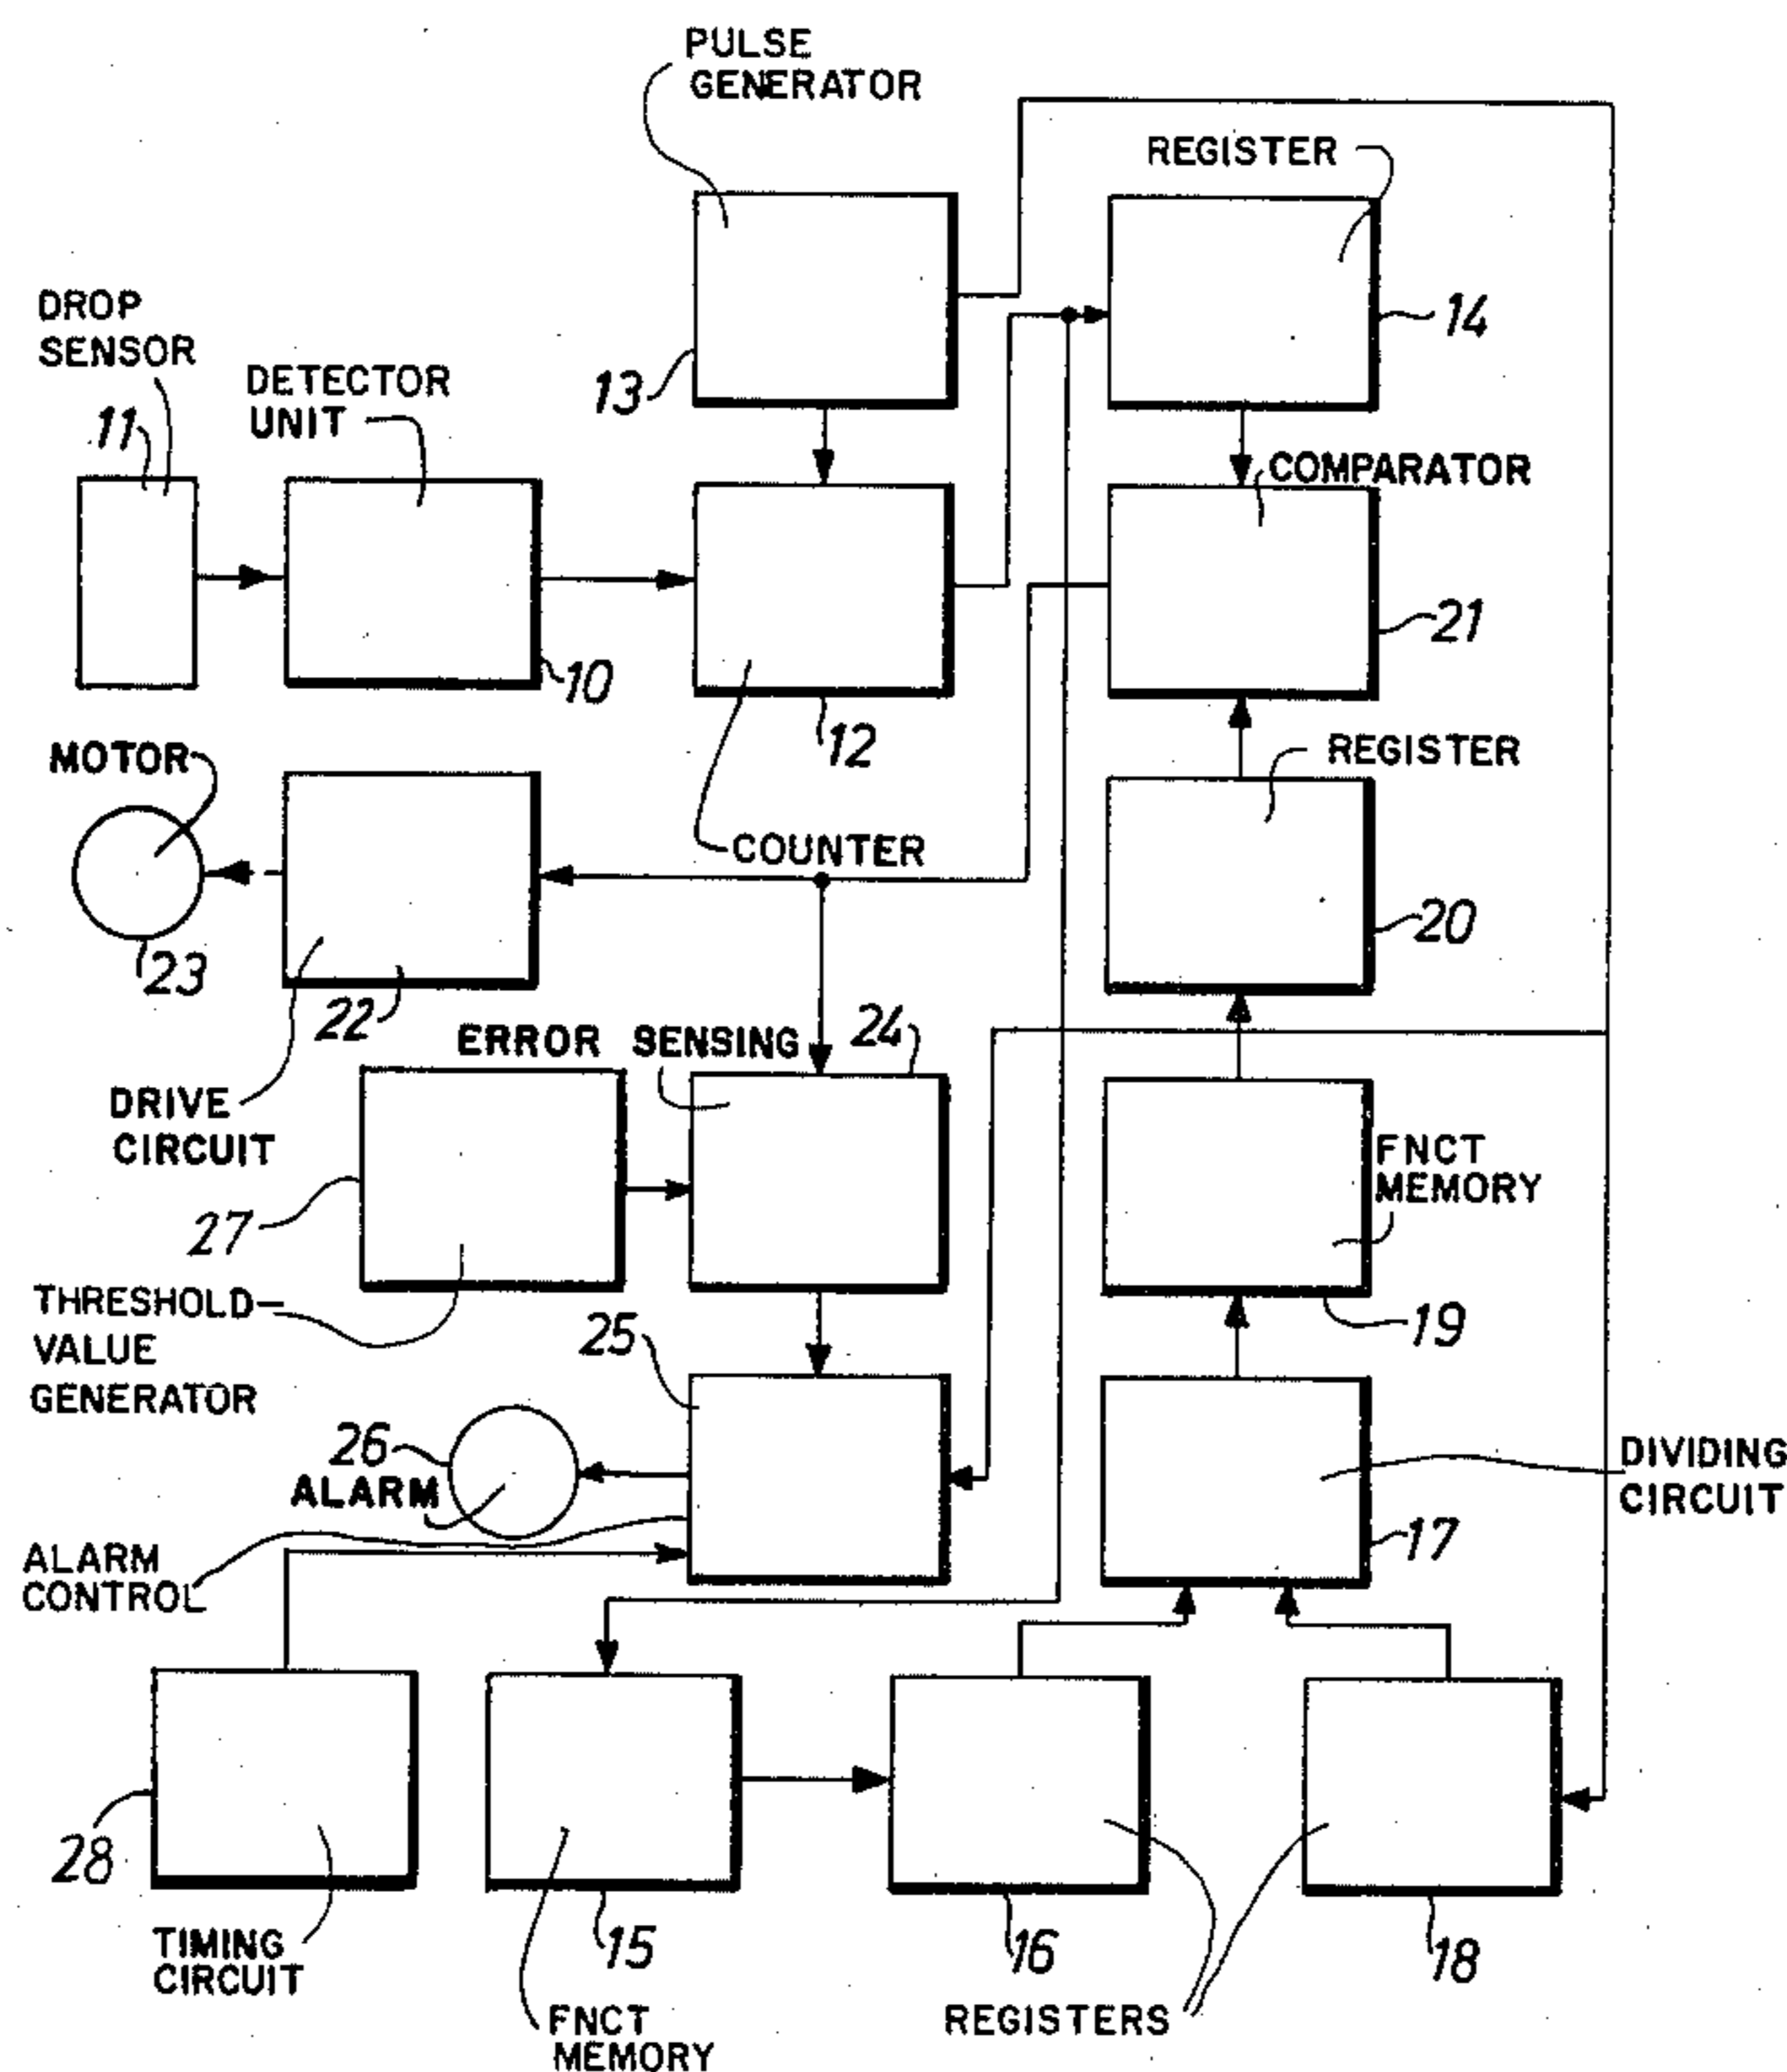 PULSE
GENERATOR
REGISTER
DROP
SENSOR
14
13
DETECTOR
UNIT
11
COMPARATOR
21
10
12
MOTOR
REGISTER
COUNTER
20
23
22
24
ERROR SENSING
DRIVE
CIRCUIT
FNCT
MEMORY
27
THRESHOLD-
VALUE
GENERATOR
25
19
26
ALARM
DIVIDING
CIRCUIT
17
ALARM
CONTROL
28
TIMING
CIRCUIT
15
16
18
FNCT
MEMORY
REGISTERS